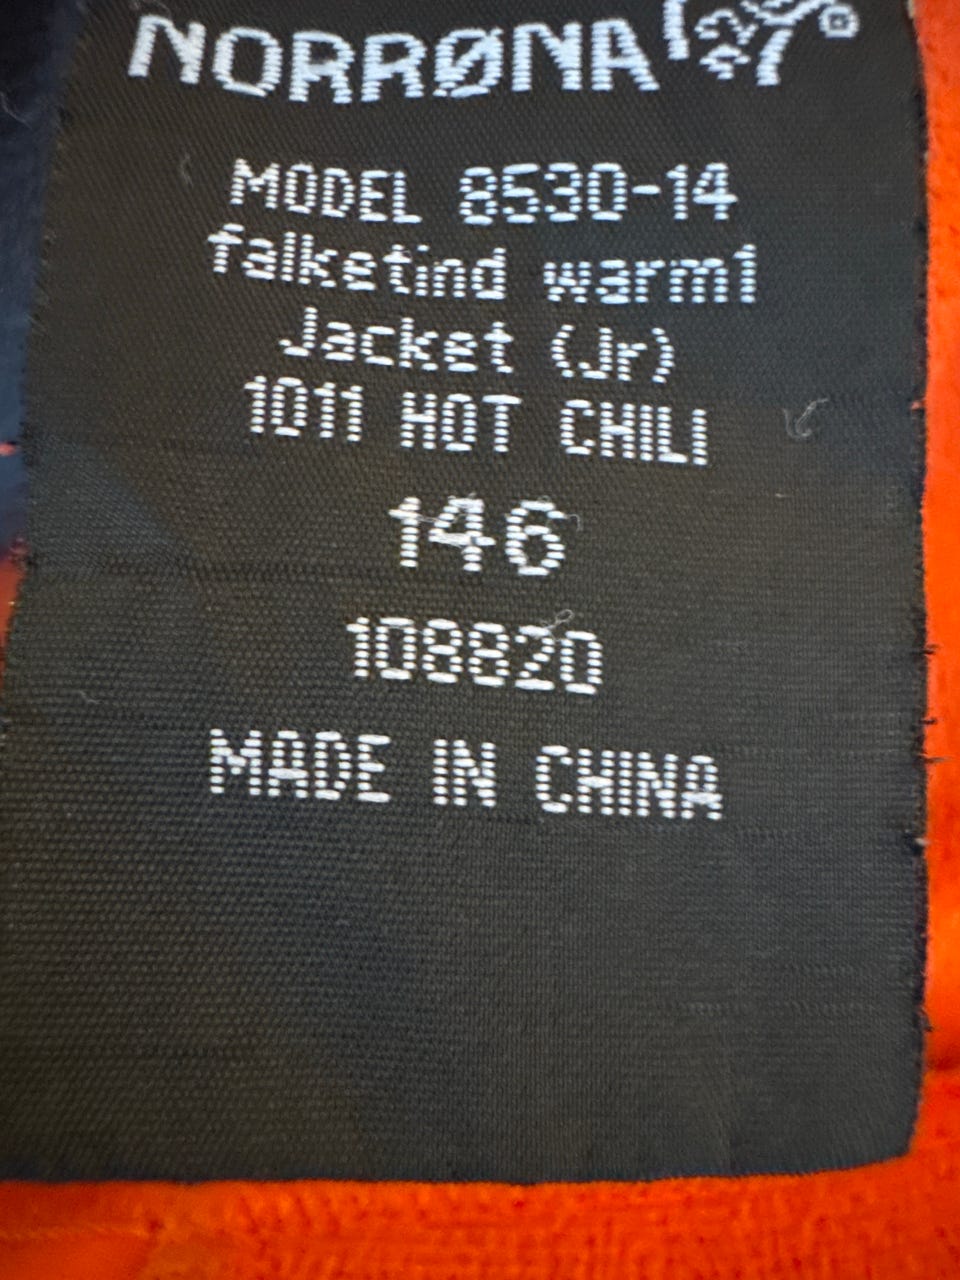 NORRØNA ®
MODEL 8530-14
falketind warm1
Jacket (Jr)
1011 HOT CHILI
146
108820
MADE IN CHINA